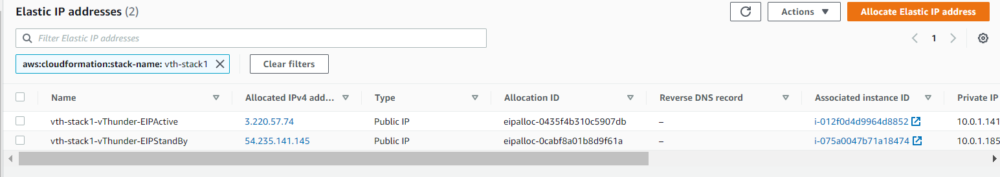 Elastic IP addresses (2)
Actions
Allocate Elastic IP address
Filter Elastic IP addresses
1
aws:cloudformation:stack-name: vth-stack1
Clear filters
Name Allocated IPv4 add... Type Allocation ID Reverse DNS record Associated instance ID Private IP
vth-stack1-vThunder-EIPActive 3.220.57.74 Public IP eipalloc-0435f4b310c5907db – i-012f0d4d9964d8852 10.0.1.141
vth-stack1-vThunder-EIPStandBy 54.235.141.145 Public IP eipalloc-0cabf8a01b8d9f61a – i-075a0047b71a18474 10.0.1.185